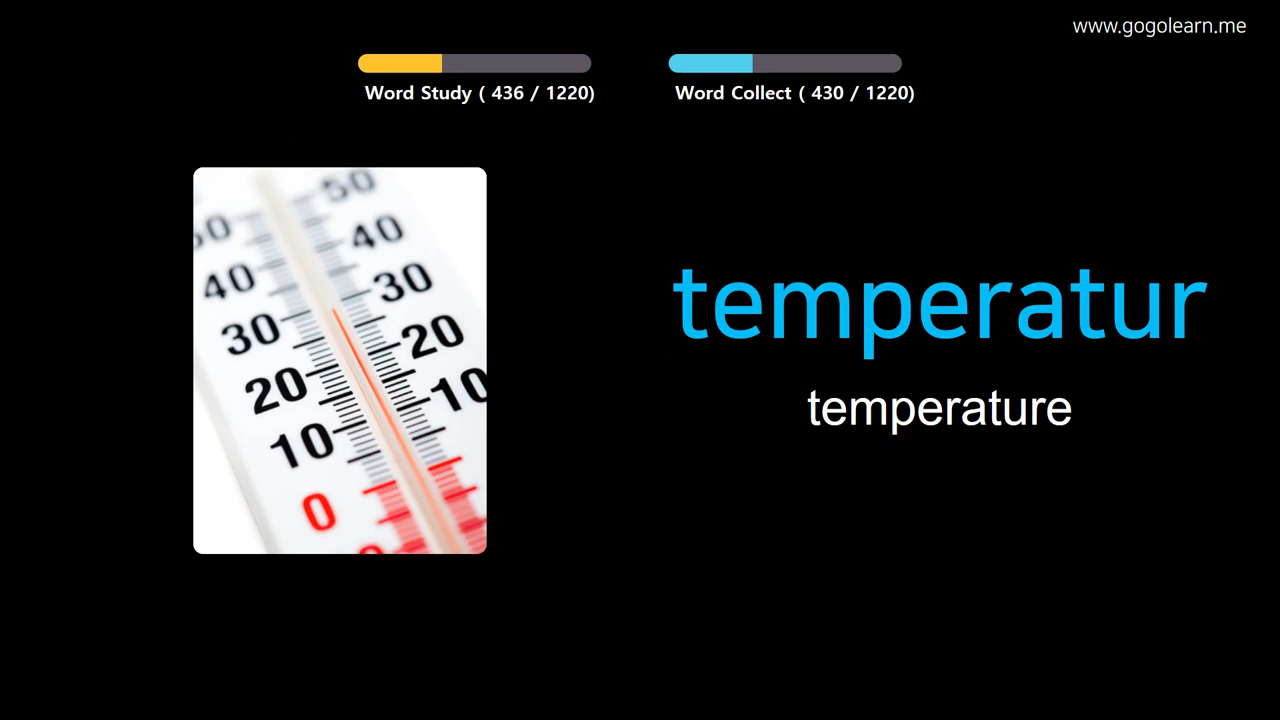 www.gogolearn.me
Word Study ( 436 / 1220)
Word Collect ( 430 / 1220)
50
50
40
40
30
30
20
20
10
10
0
temperatur
temperature